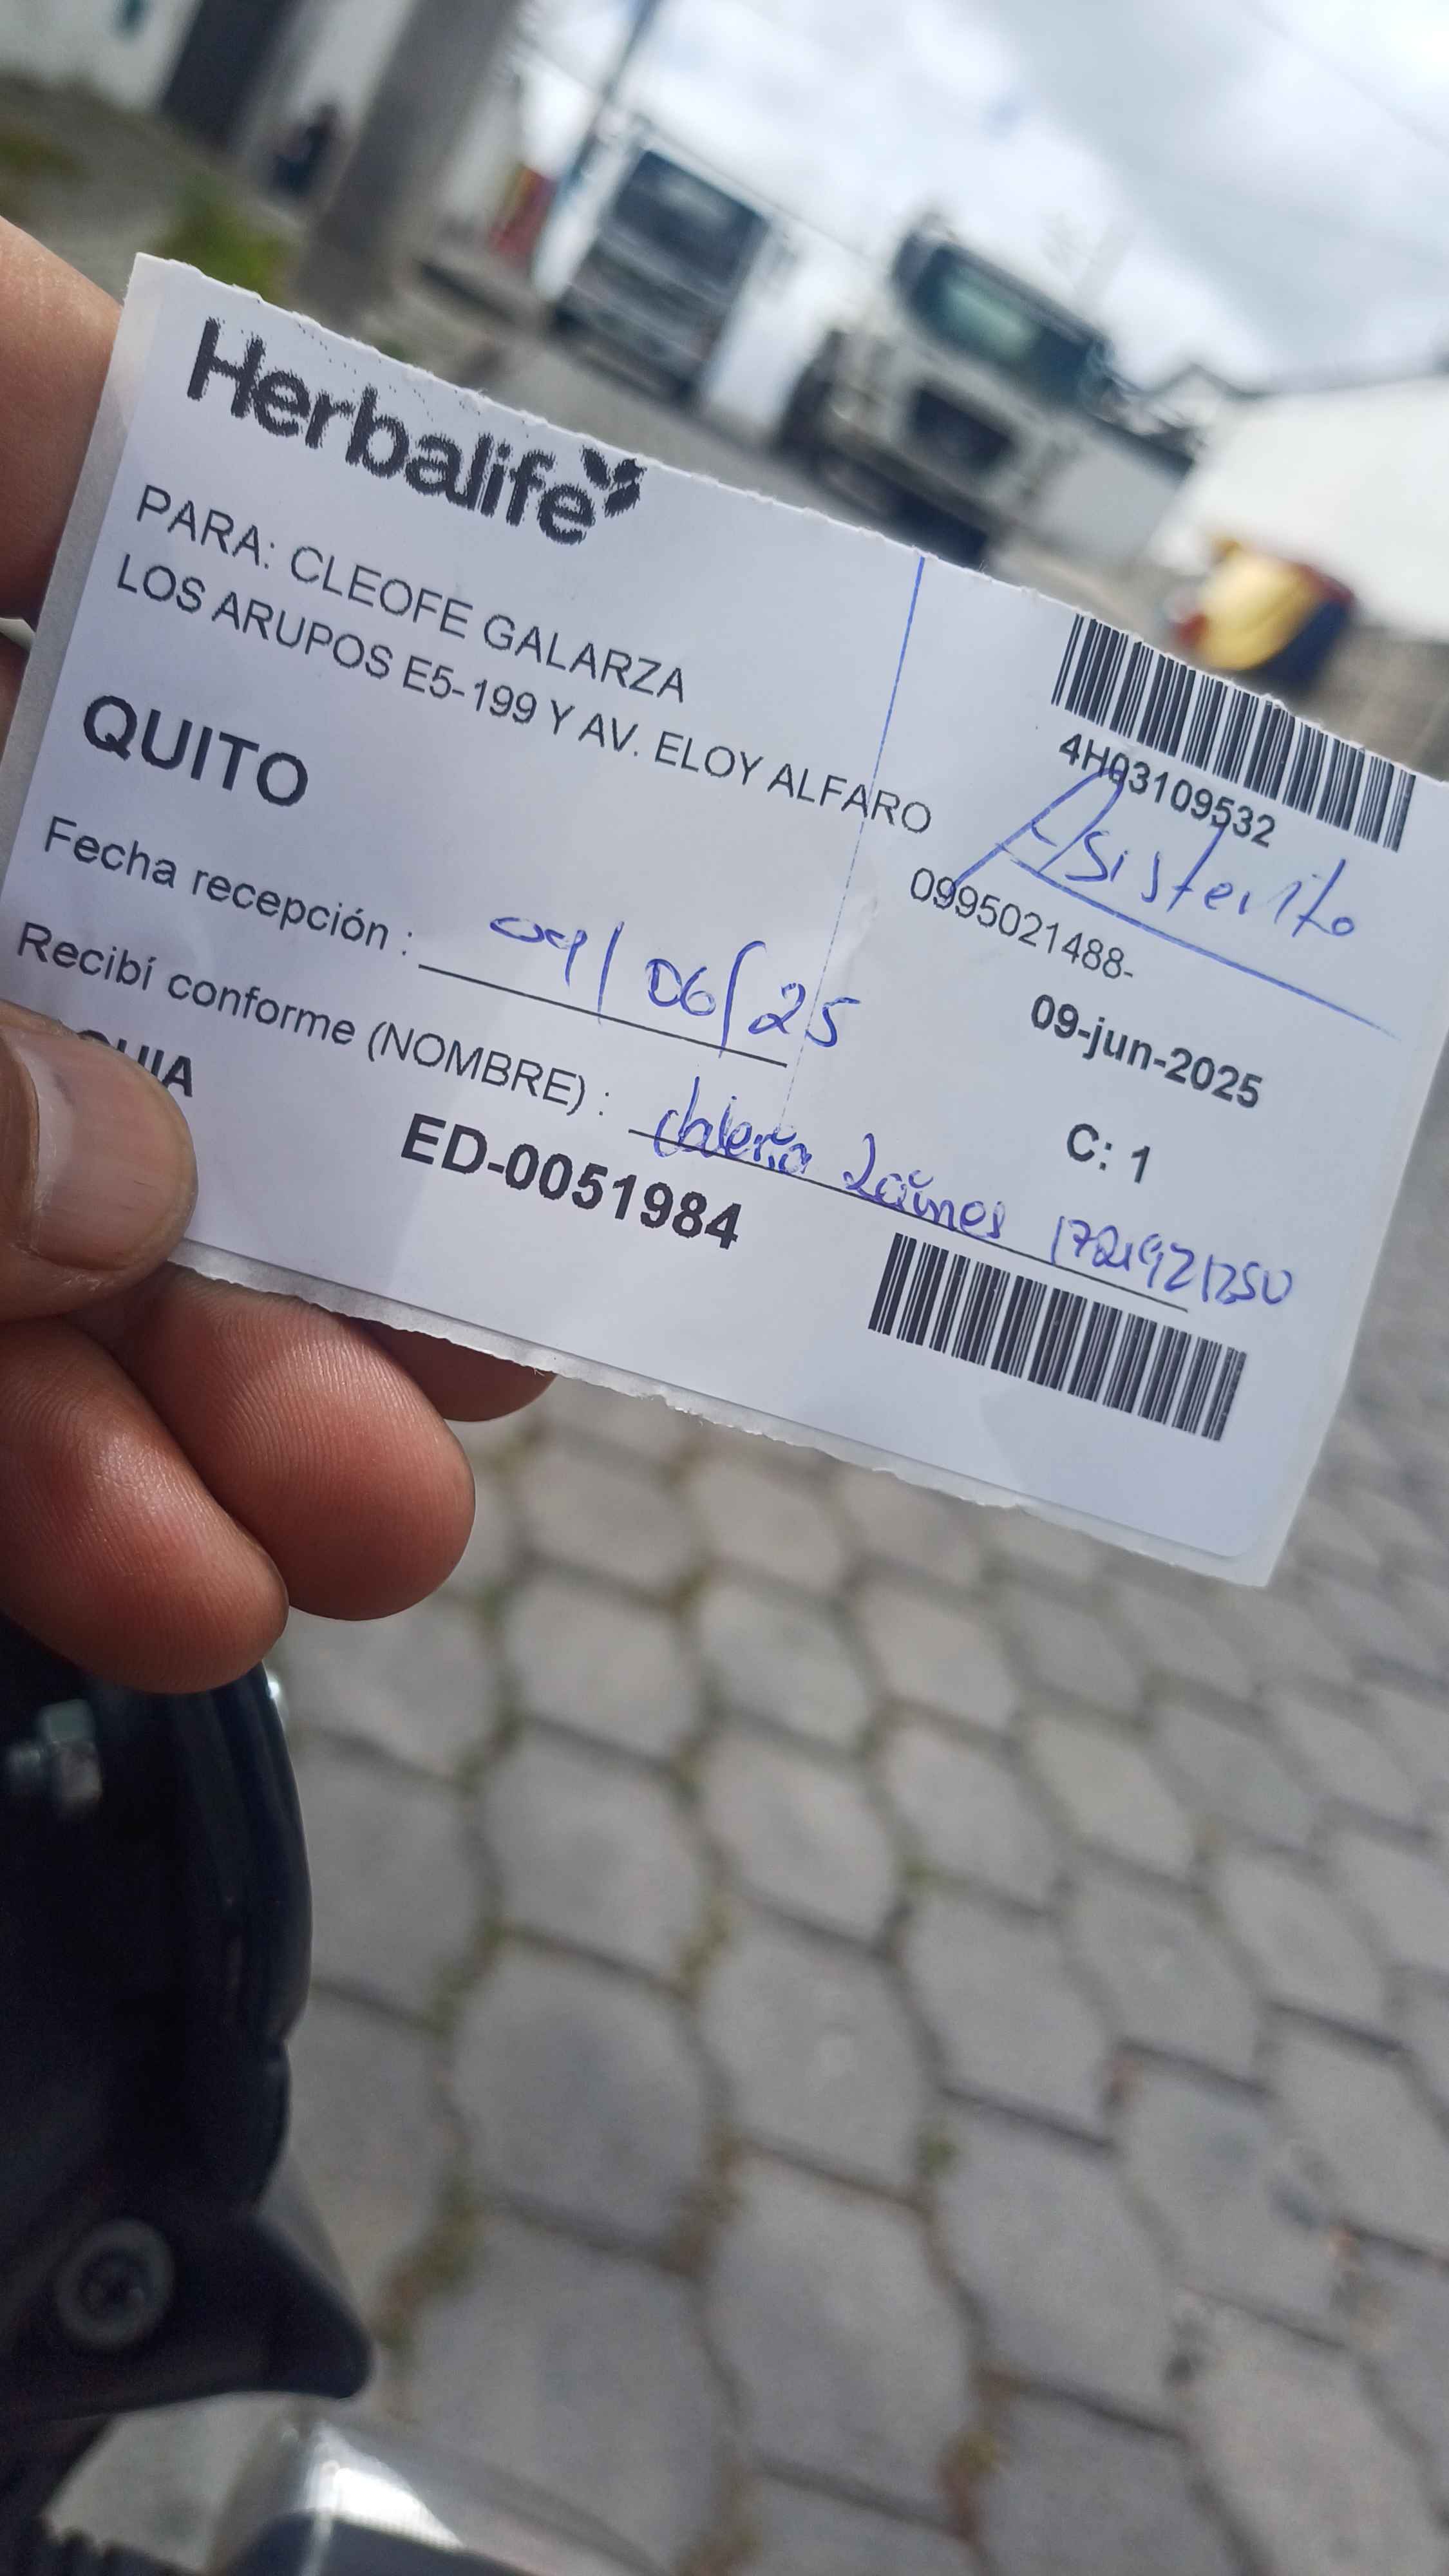 Herbalife
PARA: CLEOFE GALARZA
LOS ARUPOS E5-199 Y AV. ELOY ALFARO
QUITO
4H03109532
0995021488-
09-jun-2025
C: 1
Fecha recepción : 09/06/25
Recibí conforme (NOMBRE) :
ED-0051984